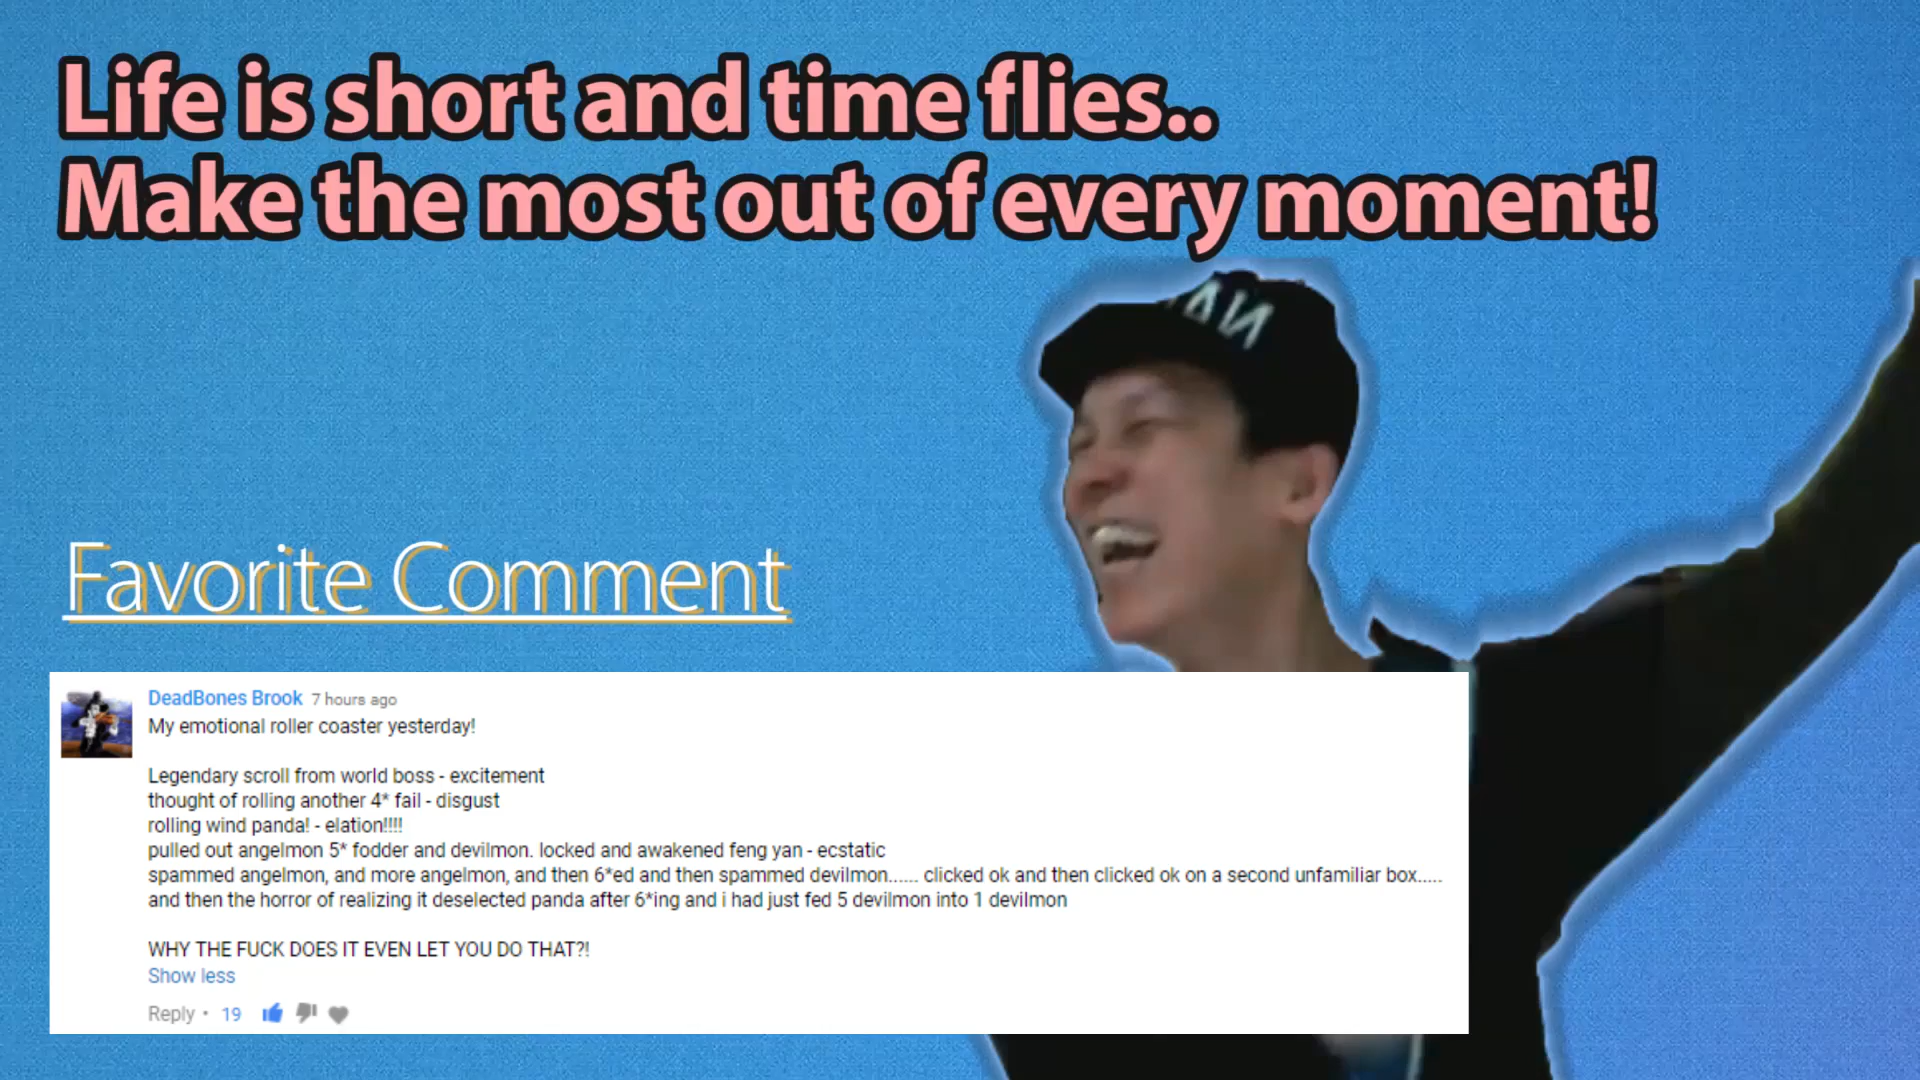 Life is short and time flies..
Make the most out of every moment!
Favorite Comment
DeadBones Brook 7 hours ago
My emotional roller coaster yesterday!
Legendary scroll from world boss - excitement
thought of rolling another 4* fail - disgust
rolling wind panda! - elation!!!!
pulled out angelmon 5* fodder and devilmon. locked and awakened feng yan - ecstatic
spammed angelmon, and more angelmon, and then 6*ed and then spammed devilmon...... clicked ok and then clicked ok on a second unfamiliar box.....
and then the horror of realizing it deselected panda after 6*ing and i had just fed 5 devilmon into 1 devilmon
WHY THE FUCK DOES IT EVEN LET YOU DO THAT?!
Show less
Reply • 19